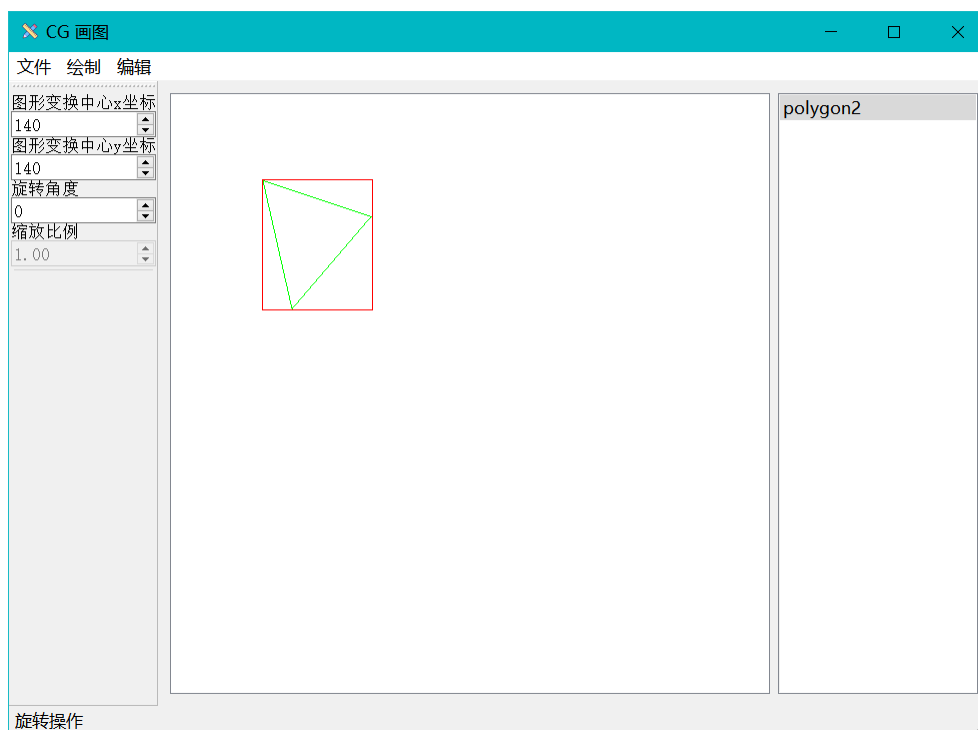 CG 画图
文件 绘制 编辑
图形变换中心x坐标
140
图形变换中心y坐标
140
旋转角度
0
缩放比例
1.00
polygon2
旋转操作